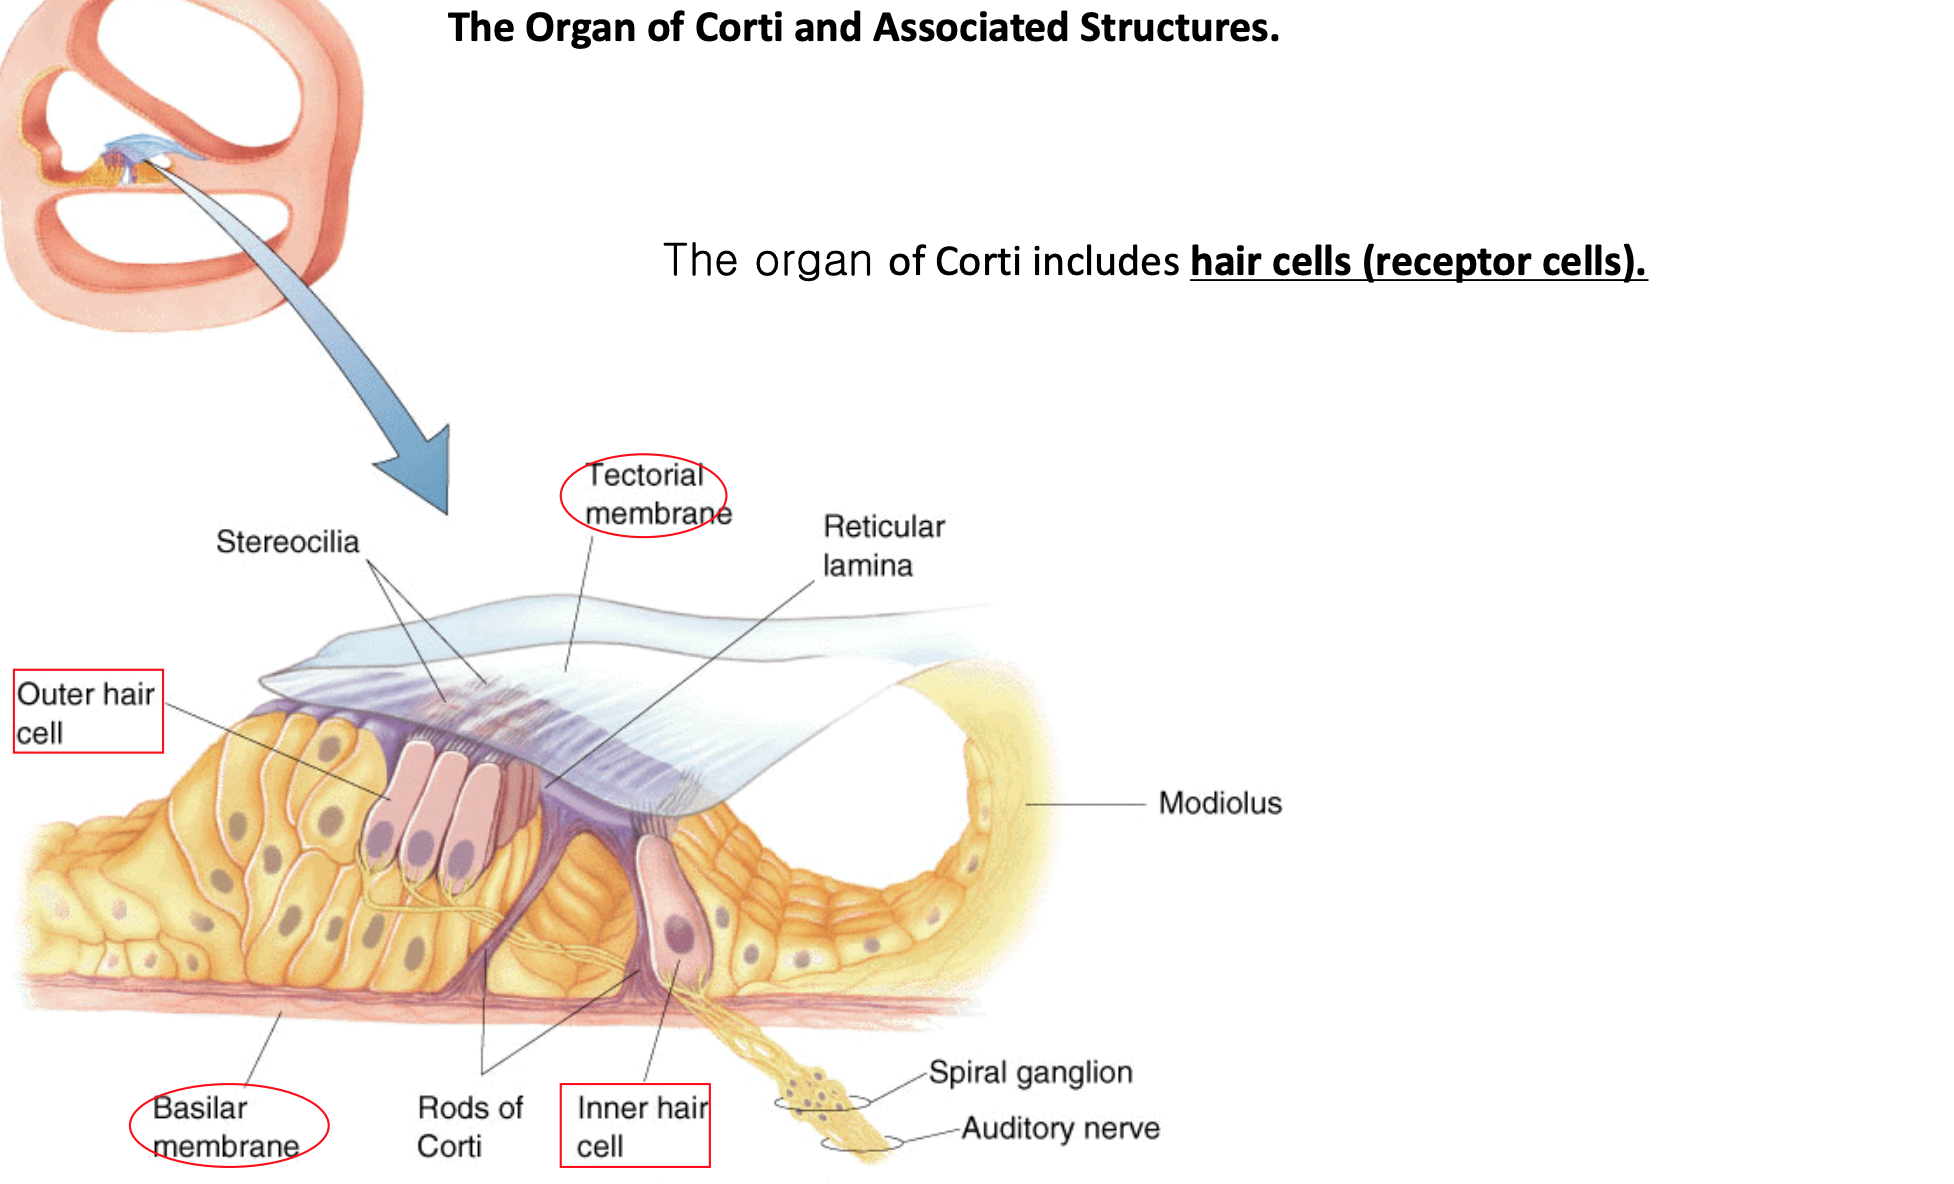 The Organ of Corti and Associated Structures.
The organ of Corti includes hair cells (receptor cells).
Tectorial
membrane
Reticular
lamina
Stereocilia
Outer hair
cell
Modiolus
Basilar
membrane
Rods of
Corti
Inner hair
cell
Spiral ganglion
Auditory nerve